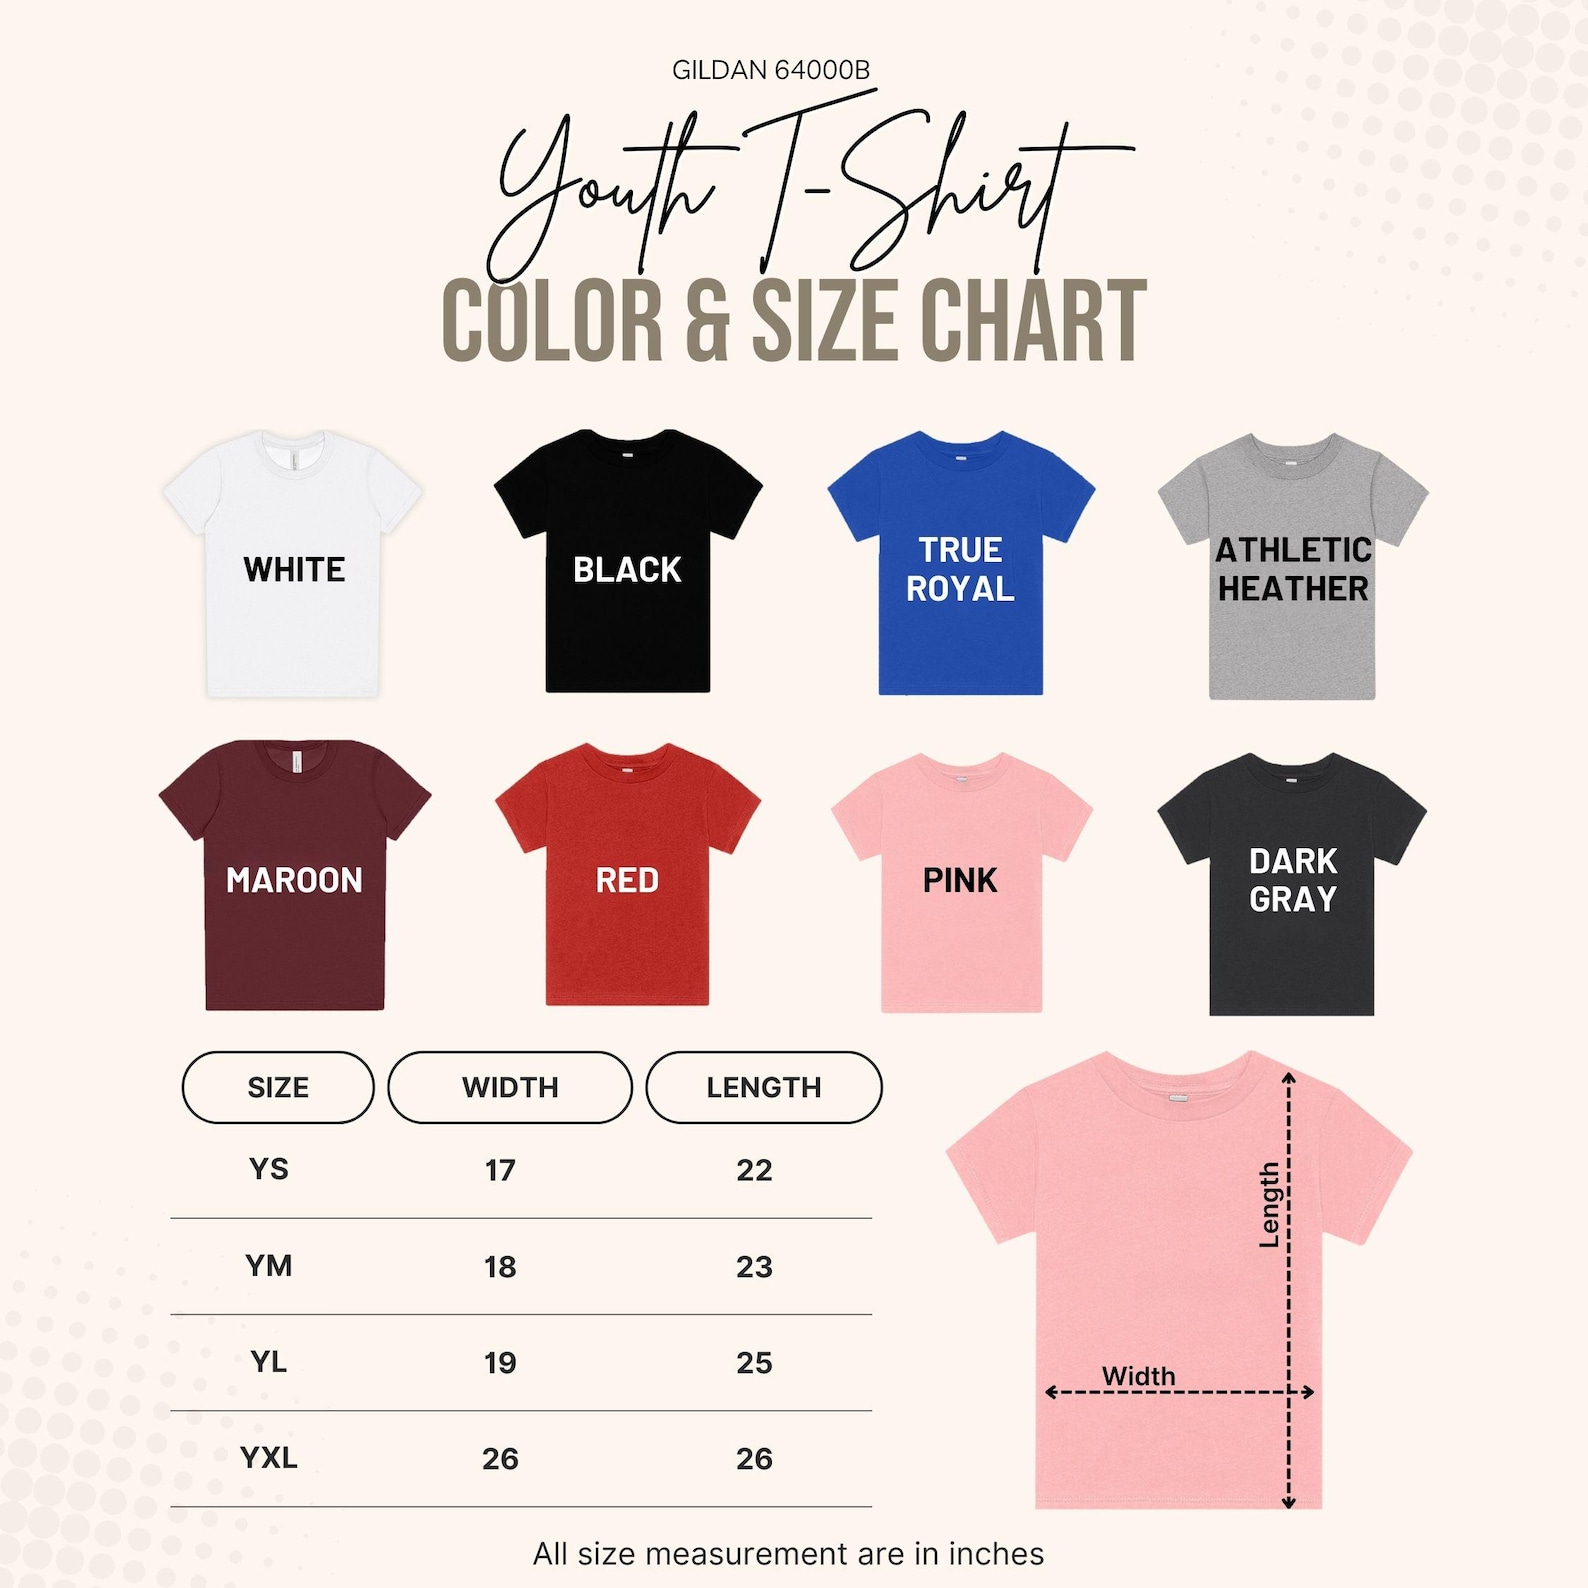 GILDAN 64000B
Youth T-Shirt
COLOR & SIZE CHART
WHITE
BLACK
TRUE
ROYAL
ATHLETIC
HEATHER
MAROON
RED
PINK
DARK
GRAY
SIZE WIDTH LENGTH
YS 17 22
YM 18 23
YL 19 25
YXL 26 26
Length
Width
All size measurement are in inches